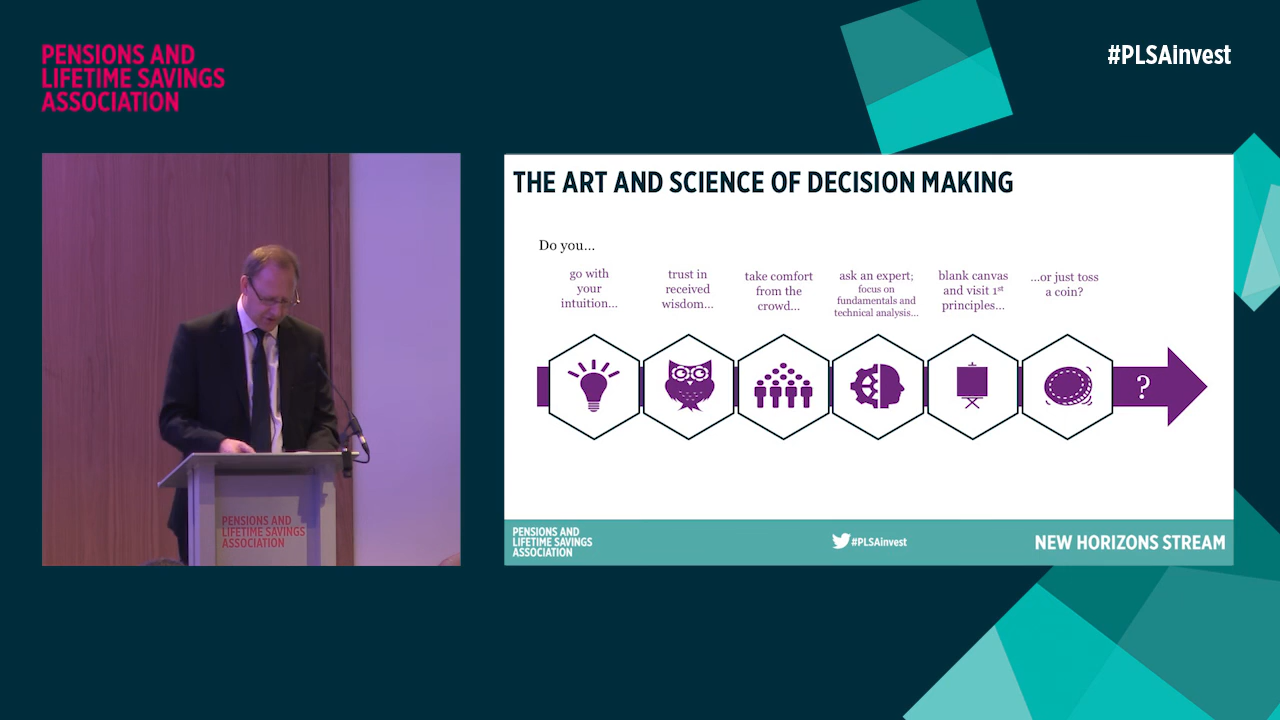 PENSIONS AND
LIFETIME SAVINGS
ASSOCIATION
#PLSAinvest
THE ART AND SCIENCE OF DECISION MAKING
Do you...
go with
your
intuition...
trust in
received
wisdom...
take comfort
from the
crowd...
ask an expert;
focus on
fundamentals and
technical analysis...
blank canvas
and visit 1st
principles...
...or just toss
a coin?
?
PENSIONS AND
LIFETIME SAVINGS
ASSOCIATION
PENSIONS AND
LIFETIME SAVINGS
ASSOCIATION
#PLSAinvest
NEW HORIZONS STREAM